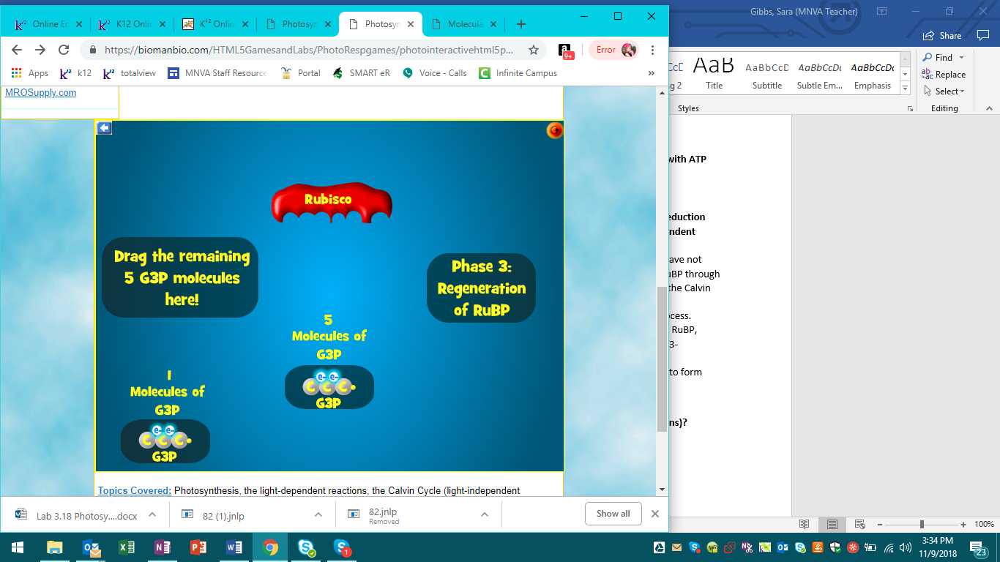 Gibbs, Sara (MNVA Teacher)
Online Ed
K12 Onlin
K¹² Onlin
Photosyn
Photosyn
Molecula
https://biomanbio.com/HTML5GamesandLabs/PhotoRespgames/photointeractivehtml5p...
9+
Error
Apps
k12
totalview
MNVA Staff Resource
Portal
SMART eR
Voice - Calls
Infinite Campus
»
Share
CcDc
AaB
AaBbCcD
AaBbCcDc
AaBbCcDc
g 2
Title
Subtitle
Subtle Em...
Emphasis
Styles
Find
Replace
Select
Editing
MROSupply.com
Rubisco
Drag the remaining
5 G3P molecules
here!
Phase 3:
Regeneration
of RuBP
5
Molecules of
G3P
e- e-
C C C
G3P
1
Molecules of
G3P
e- e-
C C C
G3P
with ATP
eduction
ndent
ave not
uBP through
the Calvin
cess.
RuBP,
3-
to form
ns)?
Topics Covered: Photosynthesis, the light-dependent reactions, the Calvin Cycle (light-independent
Lab 3.18 Photosy....docx
82 (1).jnlp
82.jnlp
Removed
Show all
100%
3:34 PM
11/9/2018
23